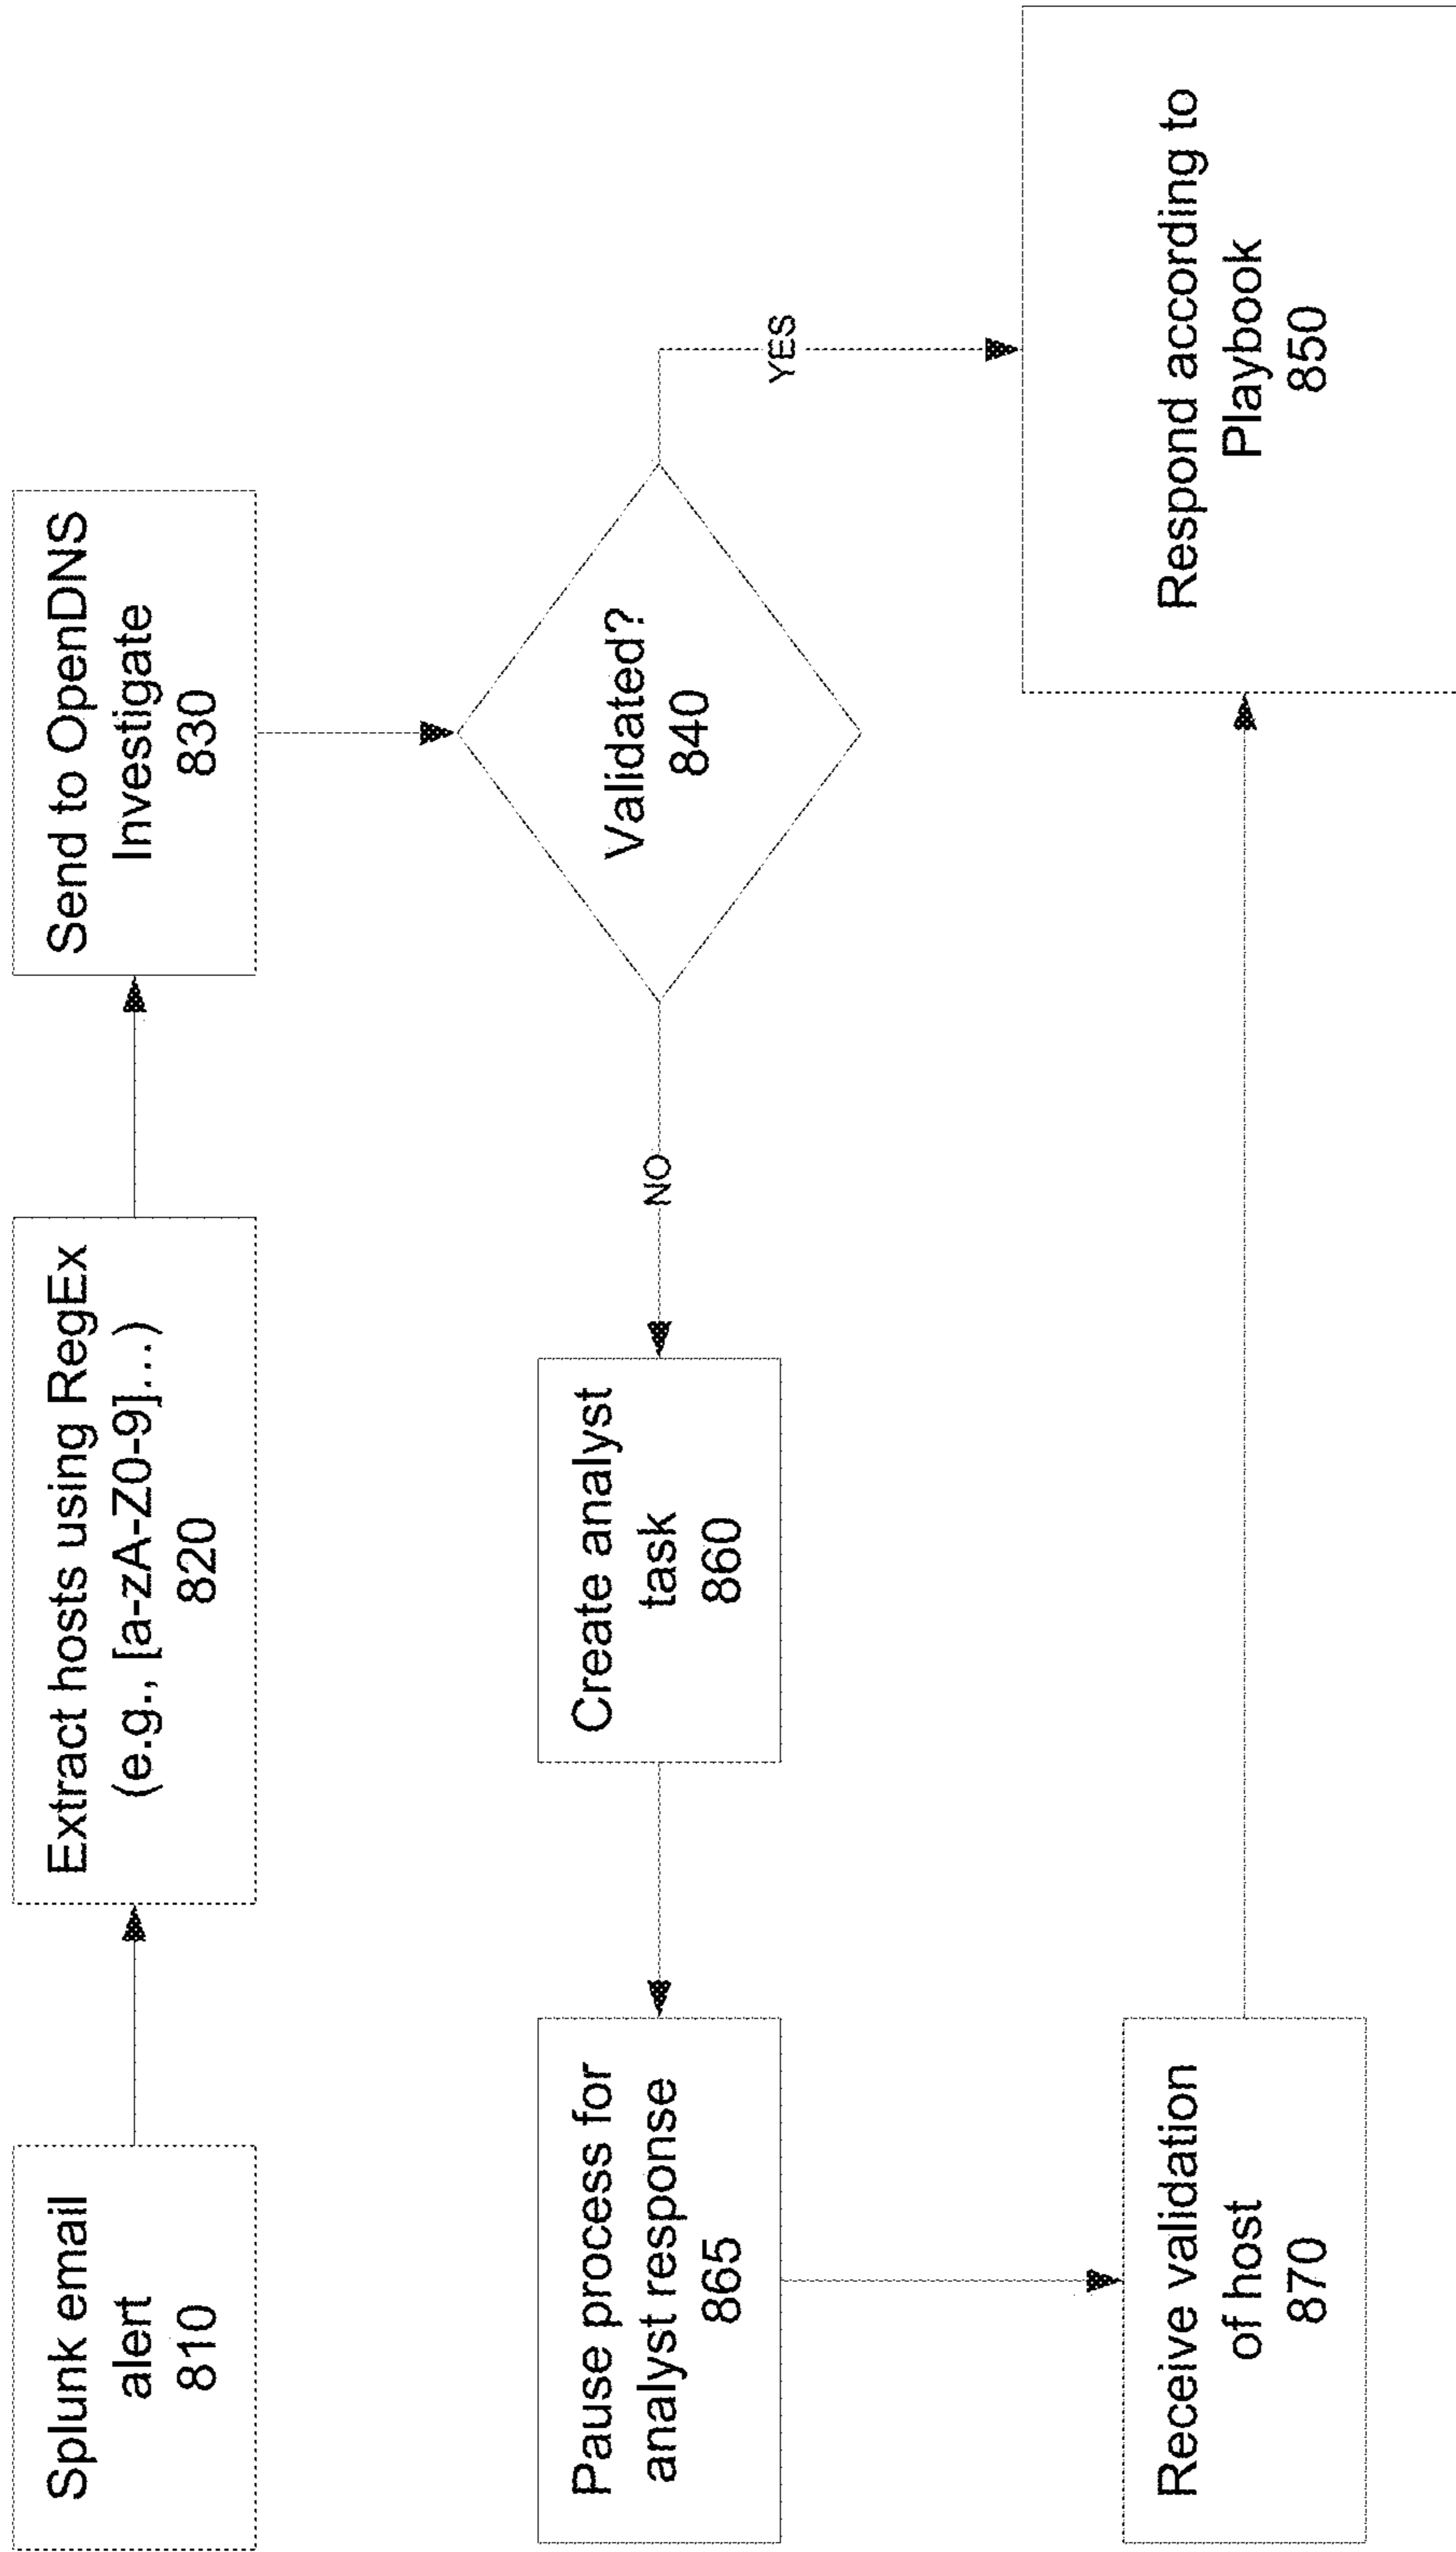 Splunk email
alert
810
Extract hosts using RegEx
(e.g., [a-zA-Z0-9]...)
820
Send to OpenDNS
Investigate
830
Validated?
840
YES
NO
Respond according to
Playbook
850
Create analyst
task
860
Pause process for
analyst response
865
Receive validation
of host
870